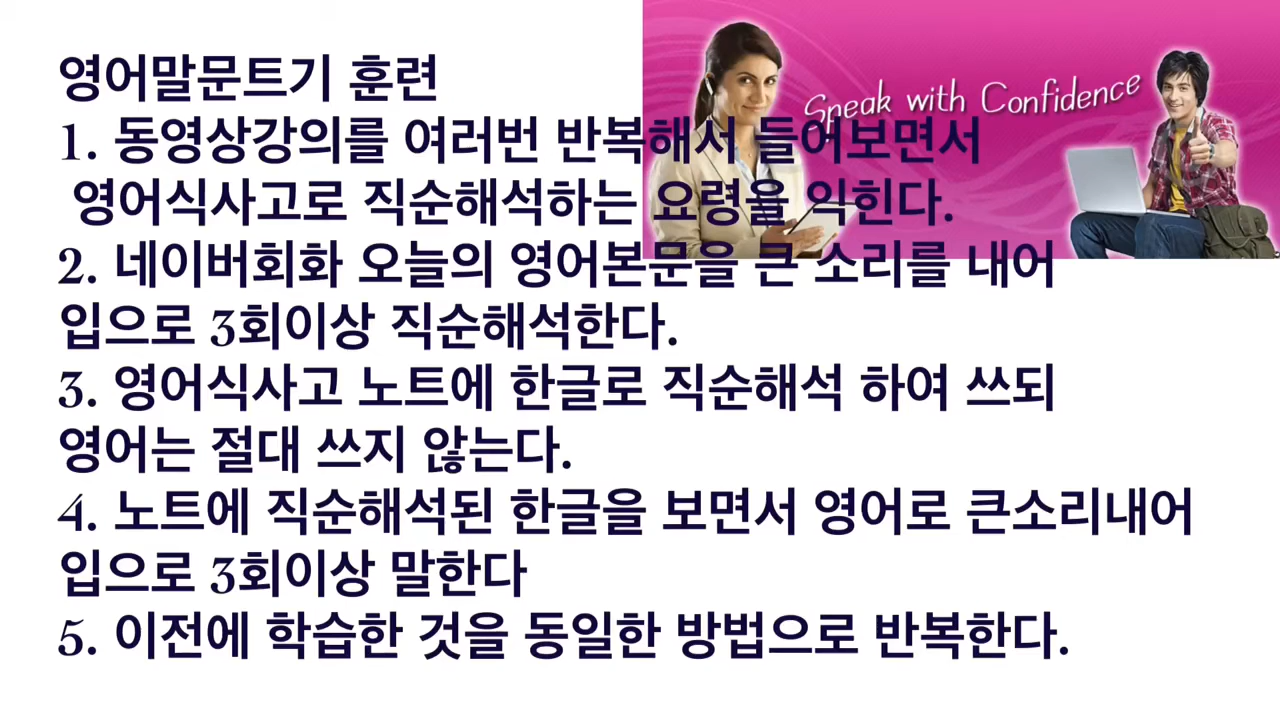 영어말문트기 훈련
Speak with Confidence
1. 동영상강의를 여러번 반복해서 들어보면서
영어식사고로 직순해석하는 요령을 익힌다.
2. 네이버회화 오늘의 영어본문을 큰 소리를 내어
입으로 3회이상 직순해석한다.
3. 영어식사고 노트에 한글로 직순해석 하여 쓰되
영어는 절대 쓰지 않는다.
4. 노트에 직순해석된 한글을 보면서 영어로 큰소리내어
입으로 3회이상 말한다
5. 이전에 학습한 것을 동일한 방법으로 반복한다.